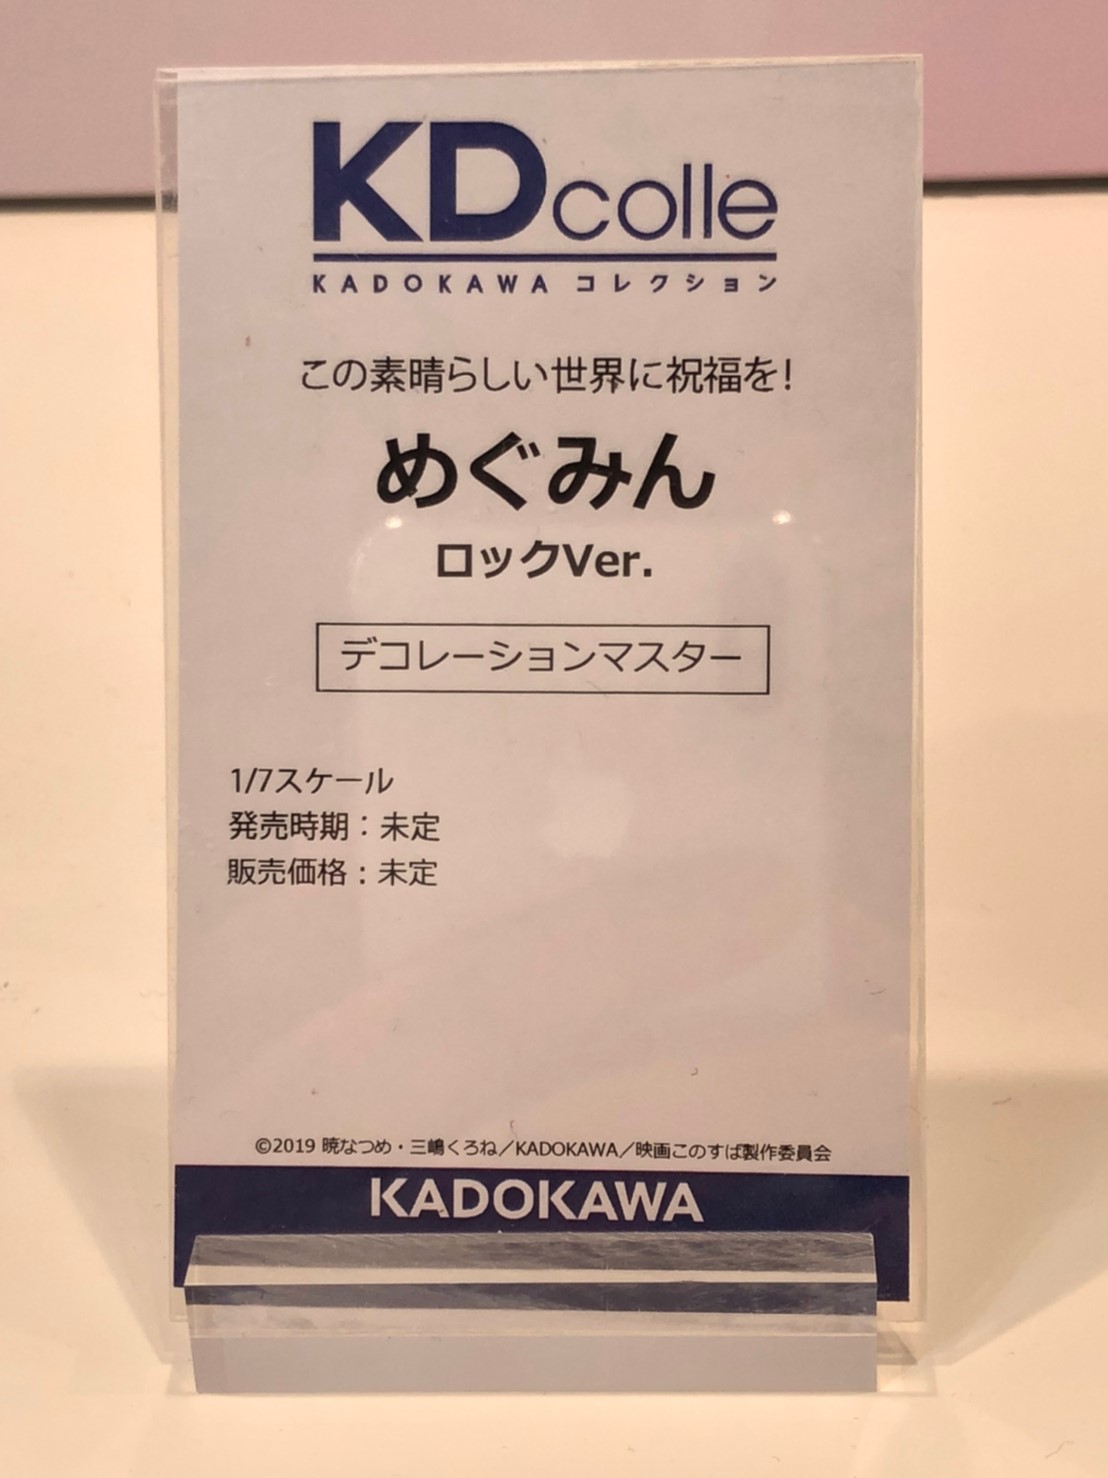 KDcolle
KADOKAWA コレクション
この素晴らしい世界に祝福を!
めぐみん
ロックVer.
デコレーションマスター
1/7スケール
発売時期：未定
販売価格：未定
©2019 暁なつめ・三嶋くろね／KADOKAWA／映画このすば製作委員会
KADOKAWA